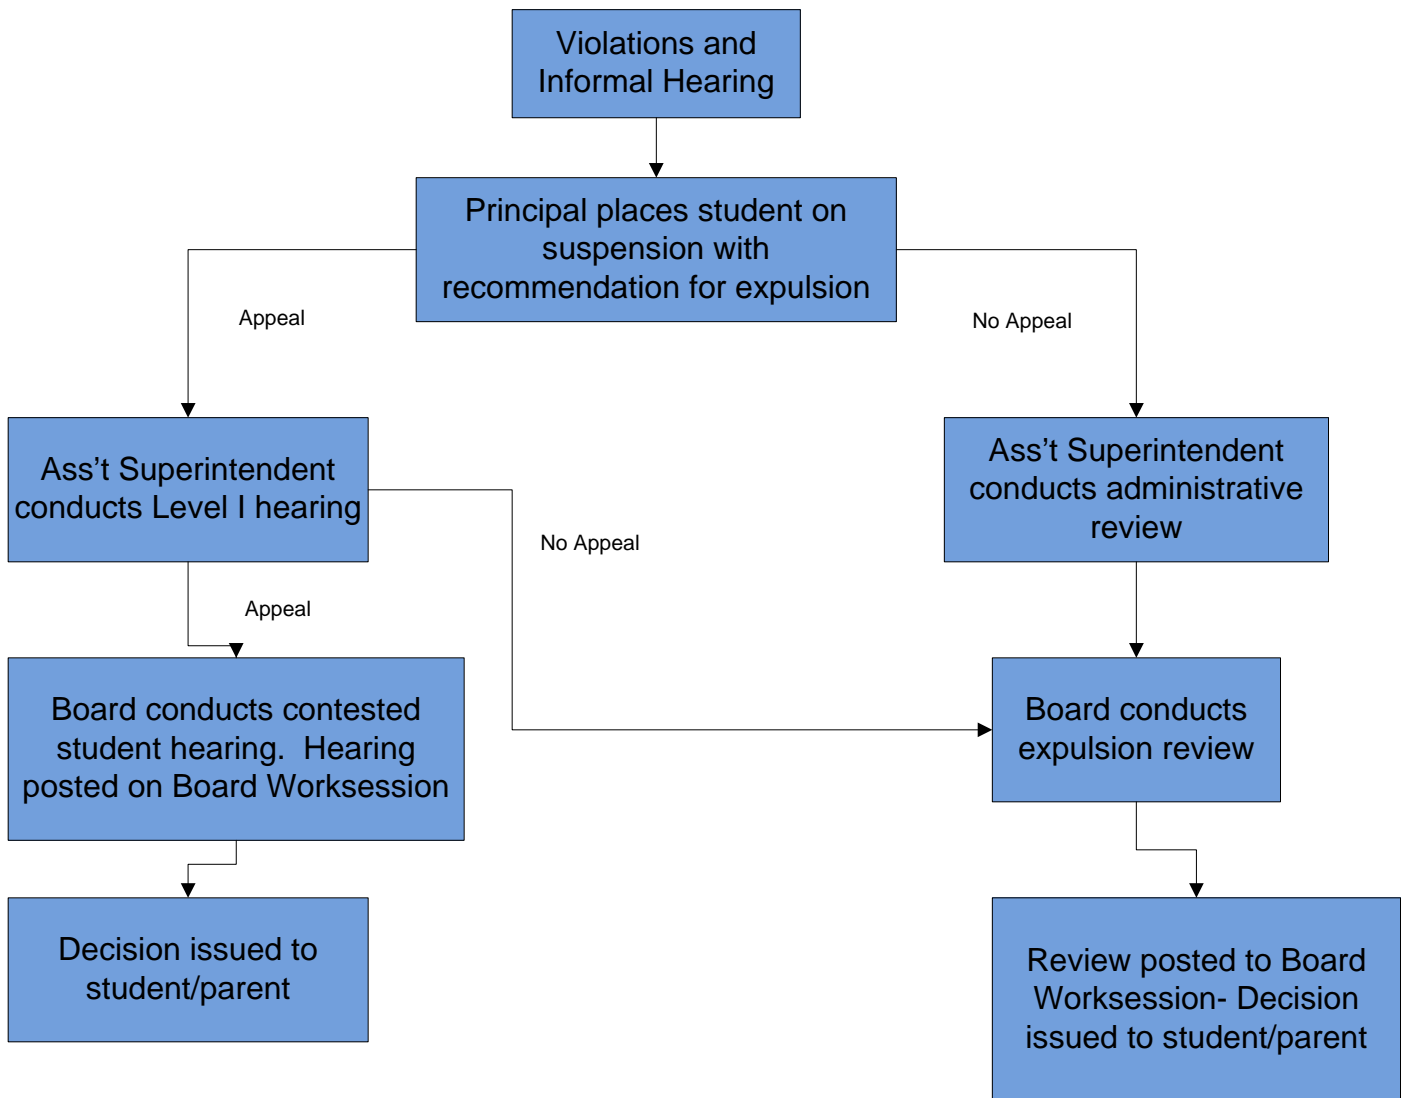 Violations and
Informal Hearing
Principal places student on
suspension with
recommendation for expulsion
Appeal
No Appeal
Ass’t Superintendent
conducts Level I hearing
Ass’t Superintendent
conducts administrative
review
No Appeal
Appeal
Board conducts contested
student hearing.  Hearing
posted on Board Worksession
Board conducts
expulsion review
Decision issued to
student/parent
Review posted to Board
Worksession- Decision
issued to student/parent